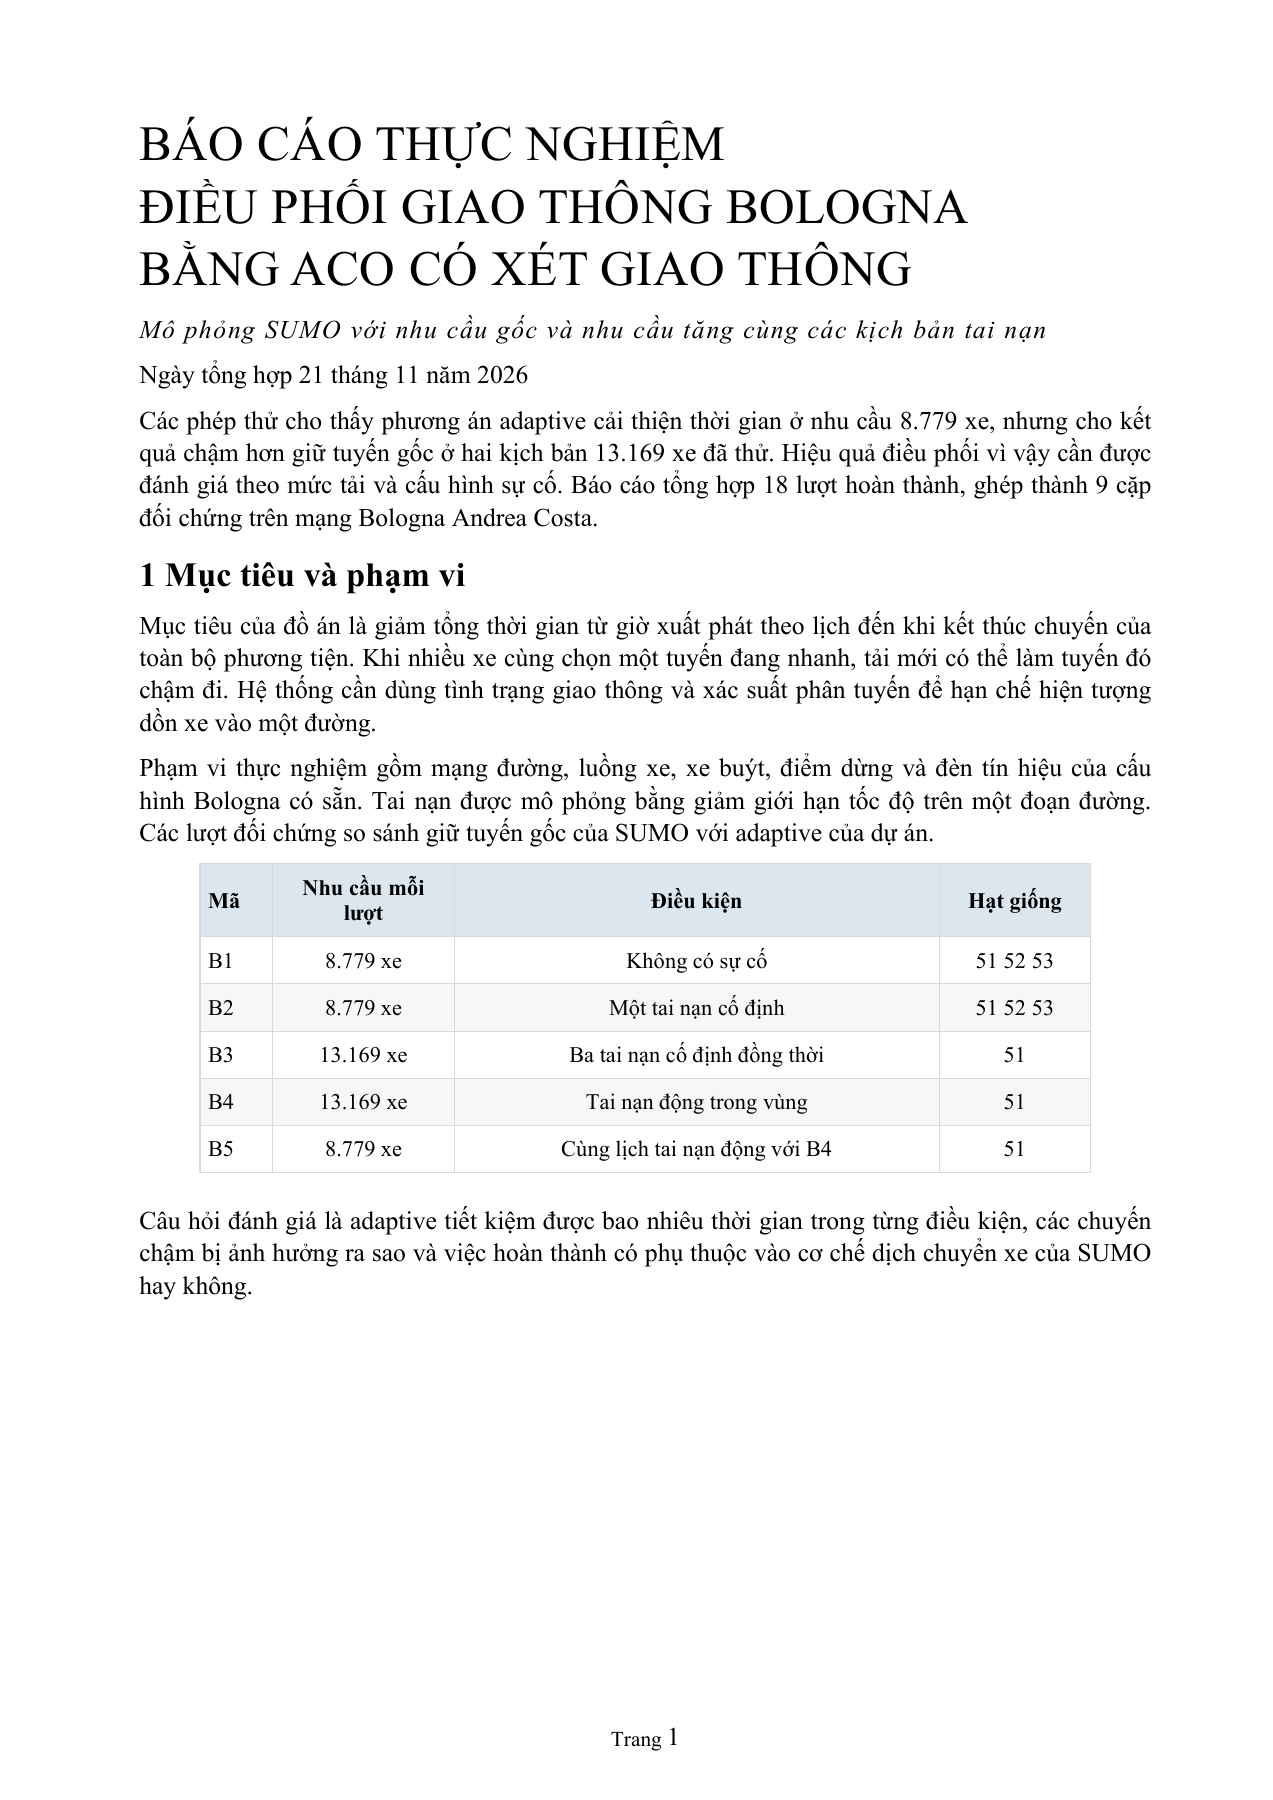 BÁO CÁO THỰC NGHIỆM
ĐIỀU PHỐI GIAO THÔNG BOLOGNA
BẰNG ACO CÓ XÉT GIAO THÔNG
Mô phỏng SUMO với nhu cầu gốc và nhu cầu tăng cùng các kịch bản tai nạn
Ngày tổng hợp 21 tháng 11 năm 2026
Các phép thử cho thấy phương án adaptive cải thiện thời gian ở nhu cầu 8.779 xe, nhưng cho kết
quả chậm hơn giữ tuyến gốc ở hai kịch bản 13.169 xe đã thử. Hiệu quả điều phối vì vậy cần được
đánh giá theo mức tải và cấu hình sự cố. Báo cáo tổng hợp 18 lượt hoàn thành, ghép thành 9 cặp
đối chứng trên mạng Bologna Andrea Costa.
1 Mục tiêu và phạm vi
Mục tiêu của đồ án là giảm tổng thời gian từ giờ xuất phát theo lịch đến khi kết thúc chuyến của
toàn bộ phương tiện. Khi nhiều xe cùng chọn một tuyến đang nhanh, tải mới có thể làm tuyến đó
chậm đi. Hệ thống cần dùng tình trạng giao thông và xác suất phân tuyến để hạn chế hiện tượng
dồn xe vào một đường.
Phạm vi thực nghiệm gồm mạng đường, luồng xe, xe buýt, điểm dừng và đèn tín hiệu của cấu
hình Bologna có sẵn. Tai nạn được mô phỏng bằng giảm giới hạn tốc độ trên một đoạn đường.
Các lượt đối chứng so sánh giữ tuyến gốc của SUMO với adaptive của dự án.
Mã Nhu cầu mỗi lượt Điều kiện Hạt giống
B1 8.779 xe Không có sự cố 51 52 53
B2 8.779 xe Một tai nạn cố định 51 52 53
B3 13.169 xe Ba tai nạn cố định đồng thời 51
B4 13.169 xe Tai nạn động trong vùng 51
B5 8.779 xe Cùng lịch tai nạn động với B4 51
Câu hỏi đánh giá là adaptive tiết kiệm được bao nhiêu thời gian trong từng điều kiện, các chuyến
chậm bị ảnh hưởng ra sao và việc hoàn thành có phụ thuộc vào cơ chế dịch chuyển xe của SUMO
hay không.
Trang 1